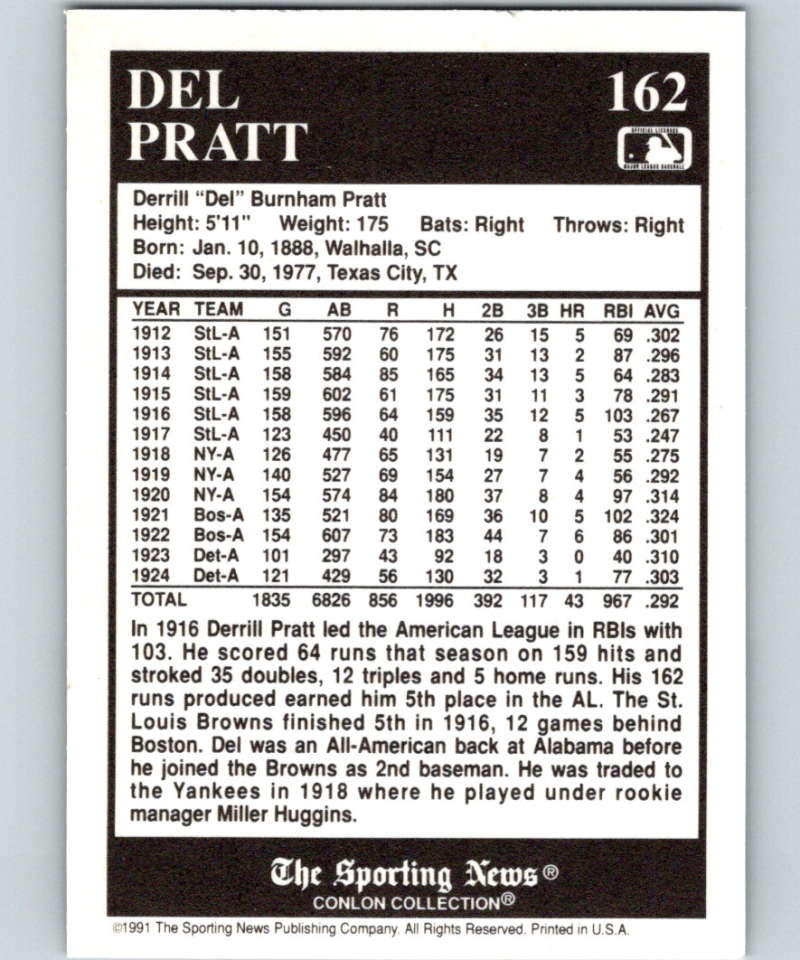 DEL 162
PRATT
OFFICIAL LICENSEE
MAJOR LEAGUE BASEBALL
Derrill “Del” Burnham Pratt
Height: 5'11" Weight: 175 Bats: Right Throws: Right
Born: Jan. 10, 1888, Walhalla, SC
Died: Sep. 30, 1977, Texas City, TX
YEAR TEAM G AB R H 2B 3B HR RBI AVG
1912 StL-A 151 570 76 172 26 15 5 69 .302
1913 StL-A 155 592 60 175 31 13 2 87 .296
1914 StL-A 158 584 85 165 34 13 5 64 .283
1915 StL-A 159 602 61 175 31 11 3 78 .291
1916 StL-A 158 596 64 159 35 12 5 103 .267
1917 StL-A 123 450 40 111 22 8 1 53 .247
1918 NY-A 126 477 65 131 19 7 2 55 .275
1919 NY-A 140 527 69 154 27 7 4 56 .292
1920 NY-A 154 574 84 180 37 8 4 97 .314
1921 Bos-A 135 521 80 169 36 10 5 102 .324
1922 Bos-A 154 607 73 183 44 7 6 86 .301
1923 Det-A 101 297 43 92 18 3 0 40 .310
1924 Det-A 121 429 56 130 32 3 1 77 .303
TOTAL 1835 6826 856 1996 392 117 43 967 .292
In 1916 Derrill Pratt led the American League in RBIs with
103. He scored 64 runs that season on 159 hits and
stroked 35 doubles, 12 triples and 5 home runs. His 162
runs produced earned him 5th place in the AL. The St.
Louis Browns finished 5th in 1916, 12 games behind
Boston. Del was an All-American back at Alabama before
he joined the Browns as 2nd baseman. He was traded to
the Yankees in 1918 where he played under rookie
manager Miller Huggins.
The Sporting News®
CONLON COLLECTION®
©1991 The Sporting News Publishing Company. All Rights Reserved. Printed in U.S.A.